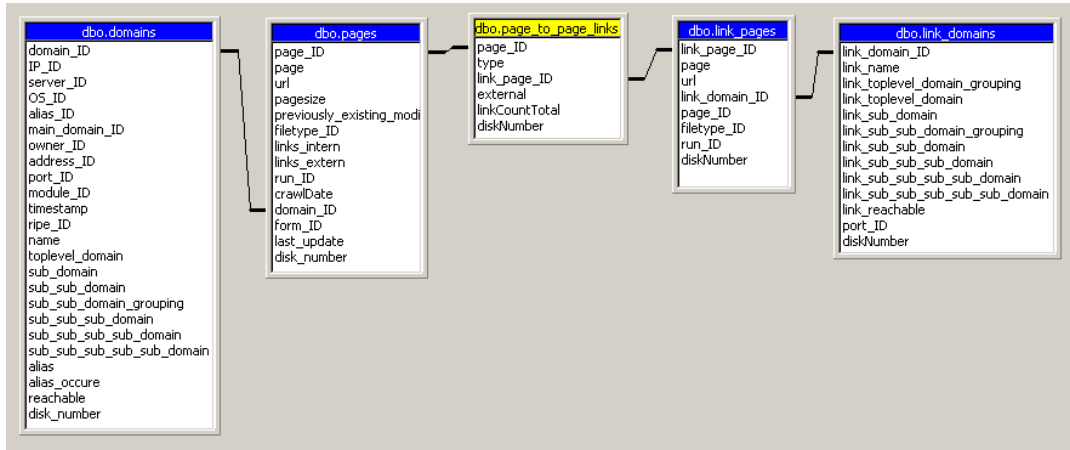 dbo.domains
domain_ID
IP_ID
server_ID
OS_ID
alias_ID
main_domain_ID
owner_ID
address_ID
port_ID
module_ID
timestamp
ripe_ID
name
toplevel_domain
sub_domain
sub_sub_domain
sub_sub_domain_grouping
sub_sub_sub_domain
sub_sub_sub_sub_domain
sub_sub_sub_sub_sub_domain
alias
alias_occure
reachable
disk_number
dbo.pages
page_ID
page
url
pagesize
previously_existing_modi
filetype_ID
links_intern
links_extern
run_ID
crawlDate
domain_ID
form_ID
last_update
disk_number
dbo.page_to_page_links
page_ID
type
link_page_ID
external
linkCountTotal
diskNumber
dbo.link_pages
link_page_ID
page
url
link_domain_ID
page_ID
filetype_ID
run_ID
diskNumber
dbo.link_domains
link_domain_ID
link_name
link_toplevel_domain_grouping
link_toplevel_domain
link_sub_domain
link_sub_sub_domain_grouping
link_sub_sub_domain
link_sub_sub_sub_domain
link_sub_sub_sub_sub_domain
link_sub_sub_sub_sub_sub_domain
link_reachable
port_ID
diskNumber